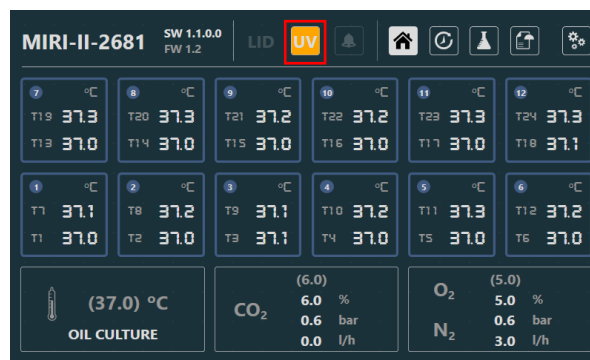 MIRI-II-2681 SW 1.1.0.0 LID UV
FW 1.2
7 °C 8 °C 9 °C 10 °C 11 °C 12 °C
T19 37.3 T20 37.3 T21 37.2 T22 37.2 T23 37.3 T24 37.3
T13 37.0 T14 37.0 T15 37.0 T16 37.0 T17 37.0 T18 37.1
1 °C 2 °C 3 °C 4 °C 5 °C 6 °C
T7 37.1 T8 37.2 T9 37.1 T10 37.2 T11 37.3 T12 37.2
T1 37.0 T2 37.0 T3 37.1 T4 37.0 T5 37.0 T6 37.0
(37.0) °C
OIL CULTURE
(6.0)
CO₂ 6.0 %
0.6 bar
0.0 l/h
(5.0)
O₂ 5.0 %
0.6 bar
N₂ 3.0 l/h